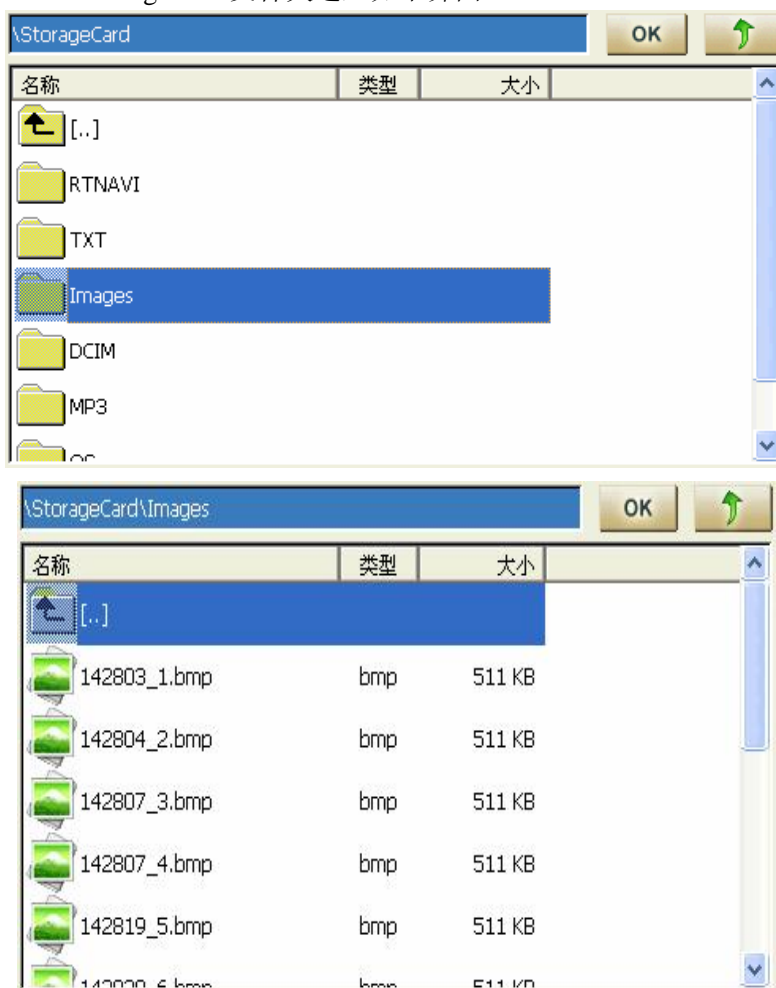 \StorageCard OK
名称 类型 大小
[..]
RTNAVI
TXT
Images
DCIM
MP3
\StorageCard\Images OK
名称 类型 大小
[..]
142803_1.bmp bmp 511 KB
142804_2.bmp bmp 511 KB
142807_3.bmp bmp 511 KB
142807_4.bmp bmp 511 KB
142819_5.bmp bmp 511 KB